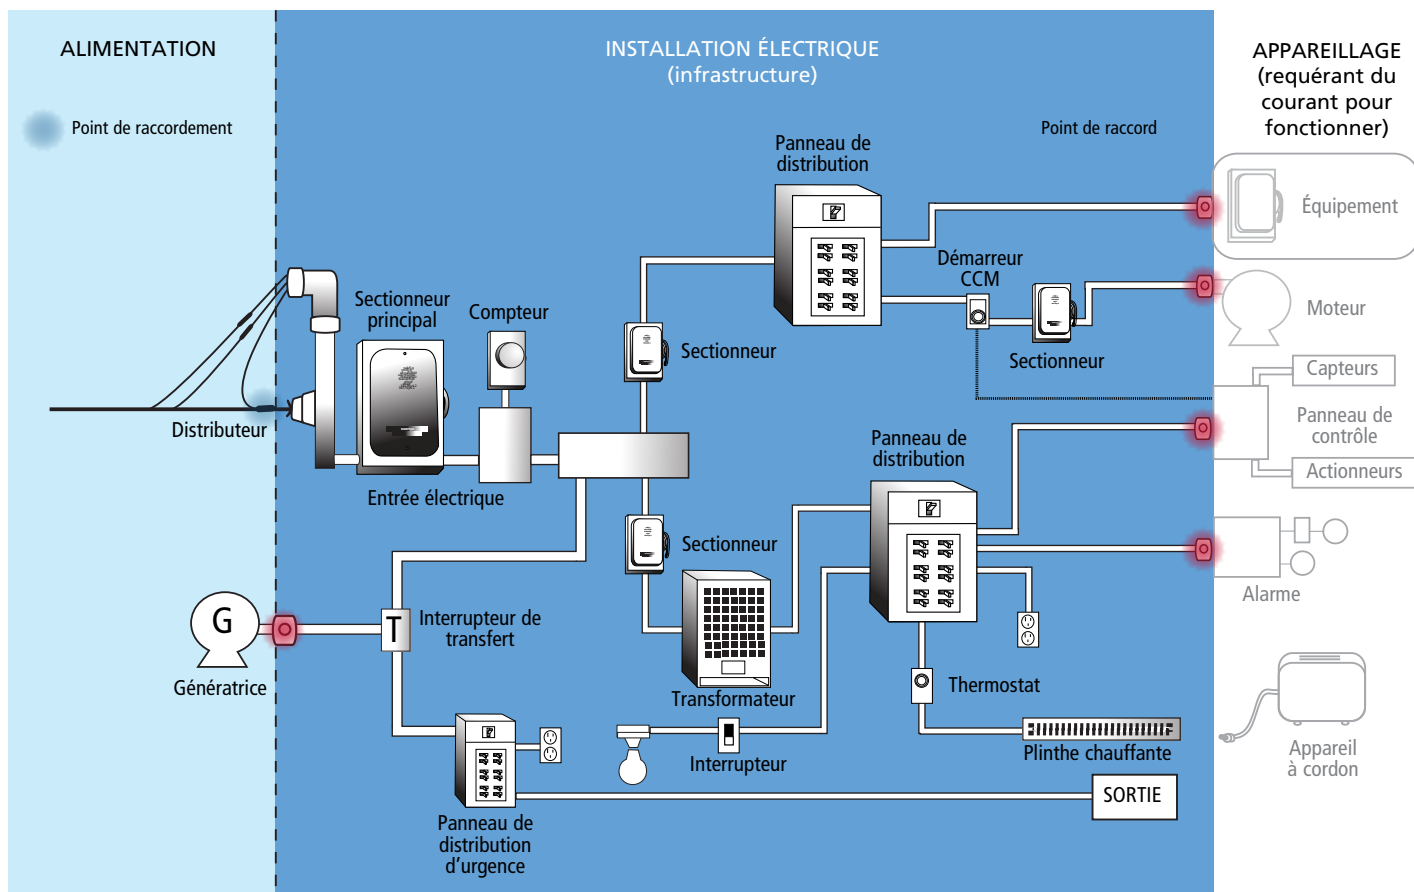 ALIMENTATION
INSTALLATION ÉLECTRIQUE
(infrastructure)
APPAREILLAGE
(requérant du
courant pour
fonctionner)
Point de raccordement
Point de raccord
Panneau de
distribution
Équipement
Démarreur
CCM
Sectionneur
principal
Compteur
Sectionneur
Sectionneur
Moteur
Capteurs
Distributeur
Panneau de
distribution
Panneau de
contrôle
Actionneurs
Entrée électrique
Sectionneur
Alarme
G
T
Interrupteur de
transfert
Génératrice
Transformateur
Thermostat
Interrupteur
Plinthe chauffante
Appareil
à cordon
SORTIE
Panneau de
distribution
d'urgence